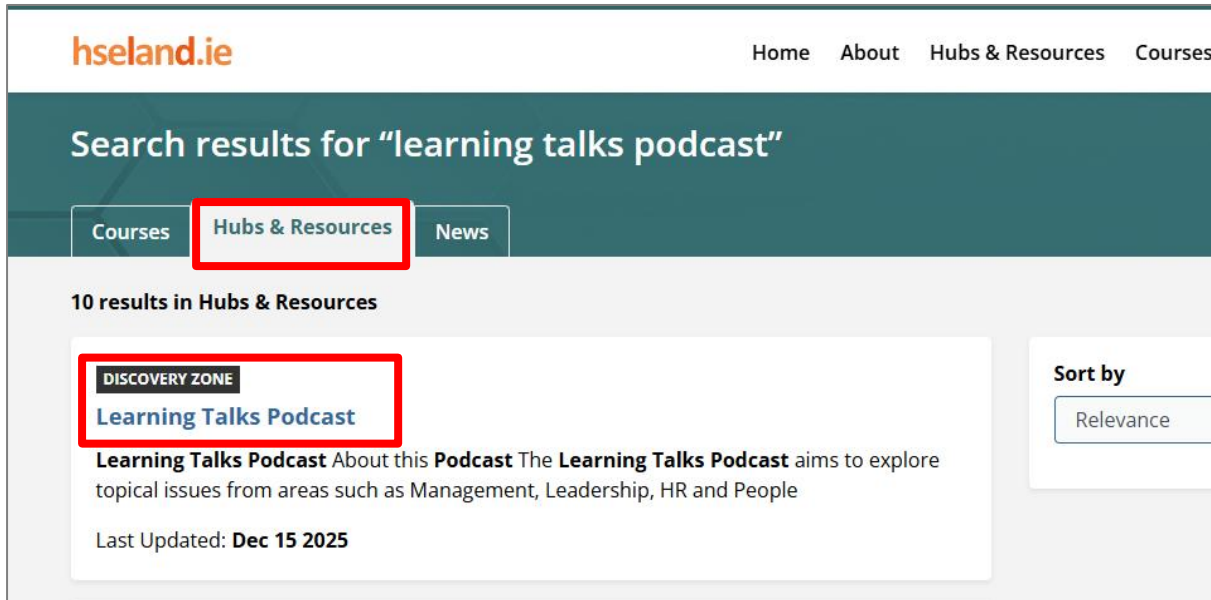 hseland.ie
Home About Hubs & Resources Courses
Search results for “learning talks podcast”
Courses Hubs & Resources News
10 results in Hubs & Resources
DISCOVERY ZONE
Learning Talks Podcast
Learning Talks Podcast About this Podcast The Learning Talks Podcast aims to explore
topical issues from areas such as Management, Leadership, HR and People
Last Updated: Dec 15 2025
Sort by
Relevance